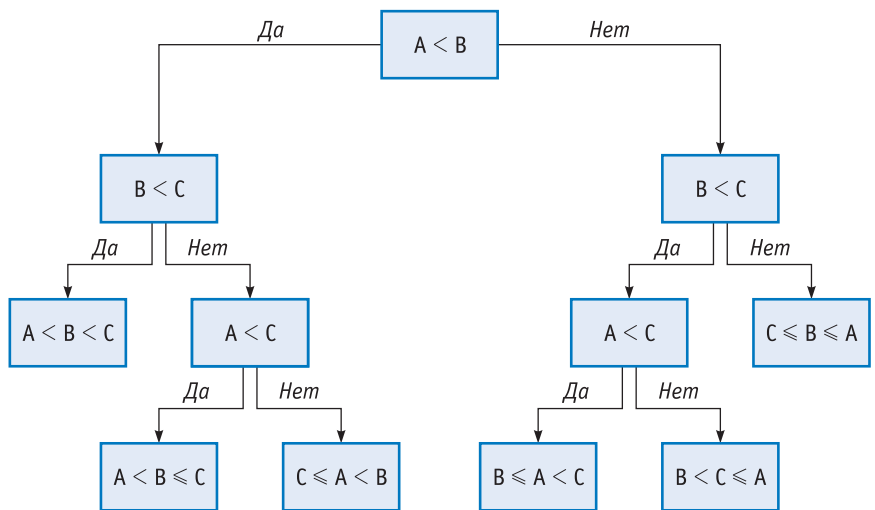 A < B
Да
Нет
B < C
B < C
Да
Нет
Да
Нет
A < B < C
A < C
A < C
C ⩽ B ⩽ A
Да
Нет
Да
Нет
A < B ⩽ C
C ⩽ A < B
B ⩽ A < C
B < C ⩽ A